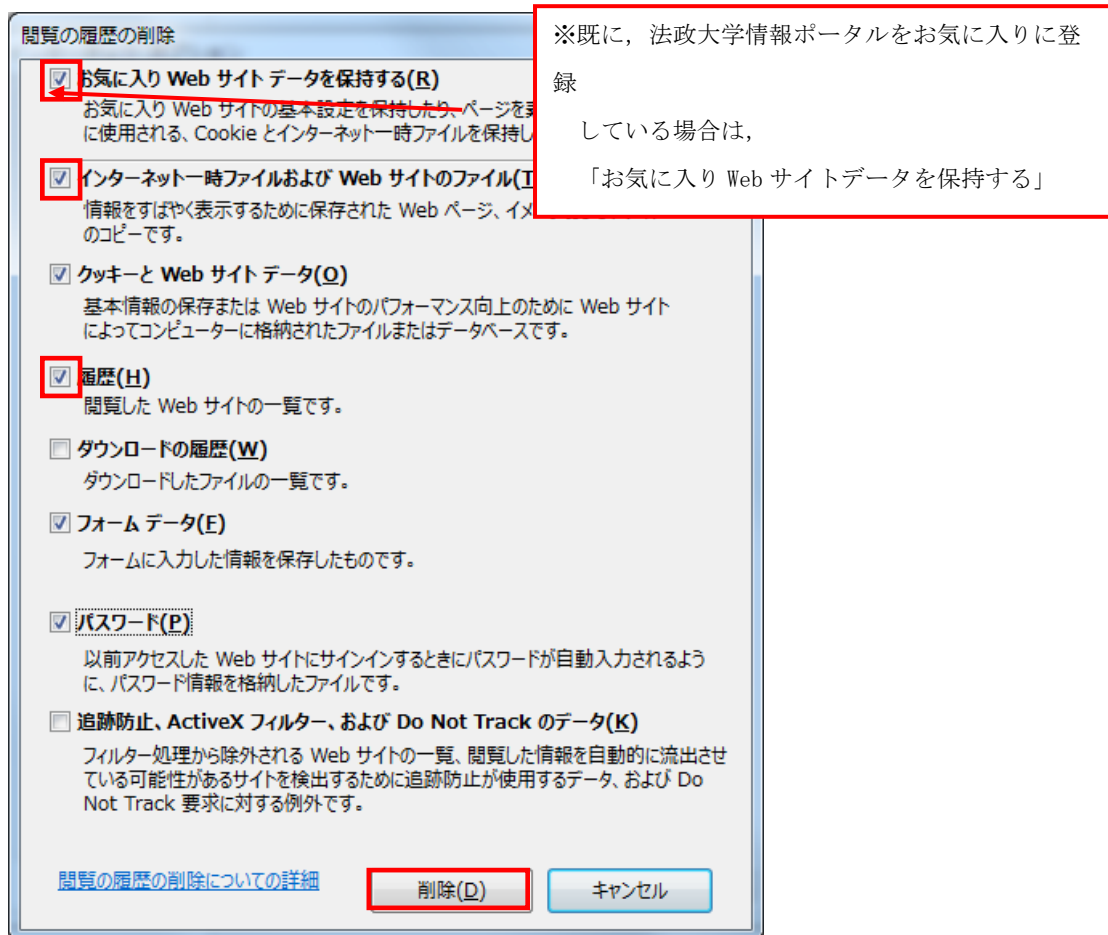 閲覧の履歴の削除
※既に，法政大学情報ポータルをお気に入りに登
録
している場合は，
「お気に入り Web サイトデータを保持する」
お気に入り Web サイト データを保持する(R)
お気に入り Web サイトの基本設定を保持したり、ページを
に使用される、Cookie とインターネット一時ファイルを保持し
インターネット一時ファイルおよび Web サイトのファイル(T
情報をすばやく表示するために保存された Web ページ、イメ
のコピーです。
クッキーと Web サイト データ(O)
基本情報の保存または Web サイトのパフォーマンス向上のために Web サイト
によってコンピューターに格納されたファイルまたはデータベースです。
履歴(H)
閲覧した Web サイトの一覧です。
ダウンロードの履歴(W)
ダウンロードしたファイルの一覧です。
フォーム データ(F)
フォームに入力した情報を保存したものです。
パスワード(P)
以前アクセスした Web サイトにサインインするときにパスワードが自動入力されるよう
に、パスワード情報を格納したファイルです。
追跡防止、ActiveX フィルター、および Do Not Track のデータ(K)
フィルター処理から除外される Web サイトの一覧、閲覧した情報を自動的に流出させ
ている可能性があるサイトを検出するために追跡防止が使用するデータ、および Do
Not Track 要求に対する例外です。
閲覧の履歴の削除についての詳細
削除(D)
キャンセル